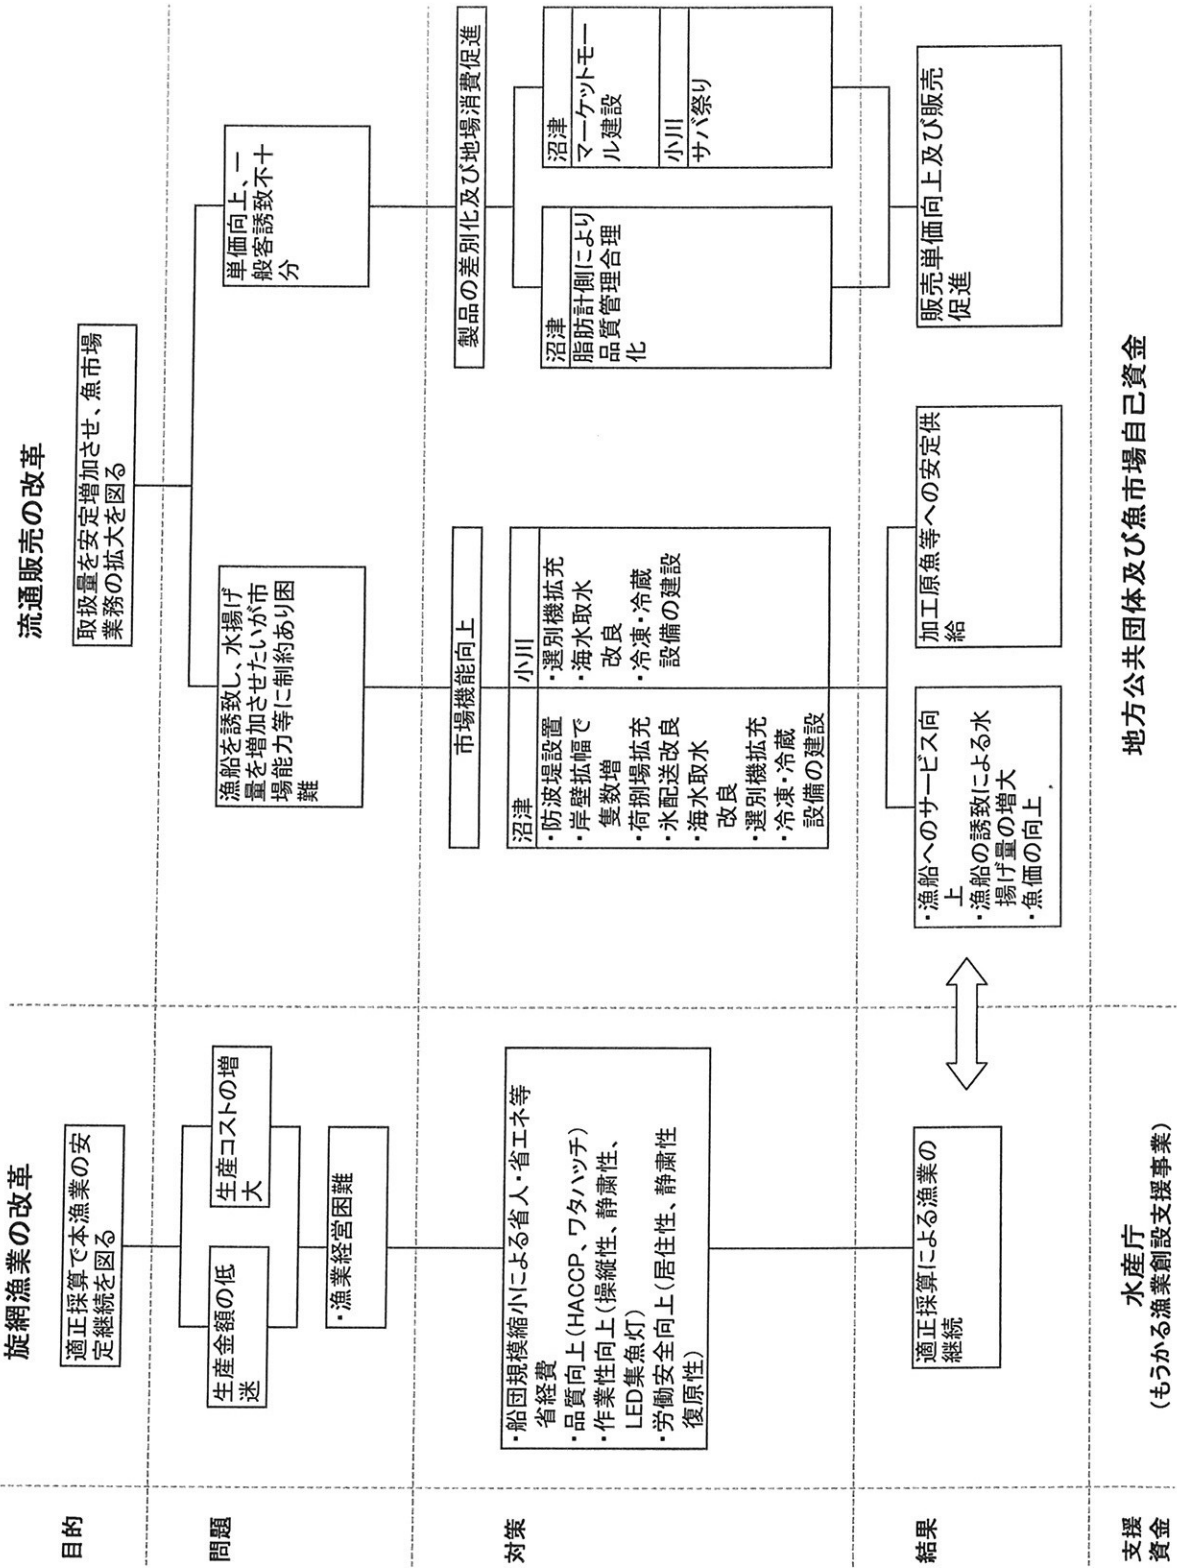 旋網漁業の改革
流通販売の改革
目的
適正採算で本漁業の安
定継続を図る
取扱量を安定増加させ、魚市場
業務の拡大を図る
問題
生産金額の低
迷
生産コストの増
大
・漁業経営困難
漁船を誘致し、水揚げ
量を増加させたいが市
場能力等に制約あり困
難
単価向上、一
般客誘致不十
分
対策
・船団規模縮小による省人・省エネ等
省経費
・品質向上(HACCP、ワタハッチ)
・作業性向上(操縦性、静粛性、
LED集魚灯)
・労働安全向上(居住性、静粛性
復原性)
市場機能向上
沼津
・防波堤設置
・岸壁拡幅で
隻数増
・荷捌場拡充
・氷配送改良
・海水取水
改良
・選別機拡充
・冷凍・冷蔵
設備の建設
小川
・選別機拡充
・海水取水
改良
・冷凍・冷蔵
設備の建設
製品の差別化及び地場消費促進
沼津
脂肪計側により
品質管理合理
化
沼津
マーケットモー
ル建設
小川
サバ祭り
結果
適正採算による漁業の
継続
・漁船へのサービス向
上
・漁船の誘致による水
揚げ量の増大
・魚価の向上
加工原魚等への安定供
給
販売単価向上及び販売
促進
支援
資金
水産庁
(もうかる漁業創設支援事業)
地方公共団体及び魚市場自己資金